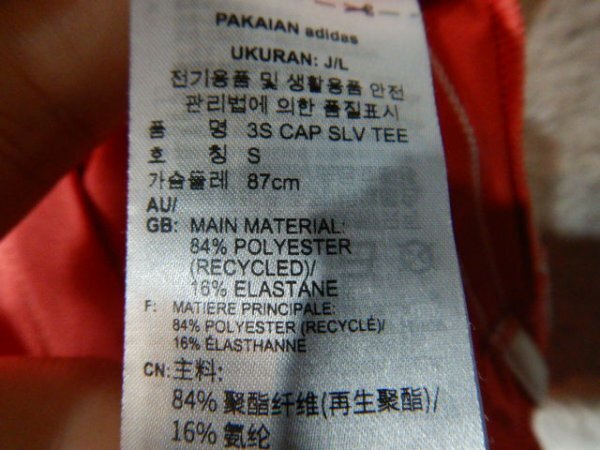 PAKAIAN adidas
UKURAN: J/L
전기용품 및 생활용품 안전
관리법에 의한 품질표시
품 명 3S CAP SLV TEE
호 칭 S
가슴둘레 87cm
AU/
GB: MAIN MATERIAL:
84% POLYESTER
(RECYCLED)/
16% ELASTANE
F: MATIÈRE PRINCIPALE:
84% POLYESTER (RECYCLÉ)/
16% ÉLASTHANNE
CN: 主料:
84% 聚酯纤维(再生聚酯)/
16% 氨纶